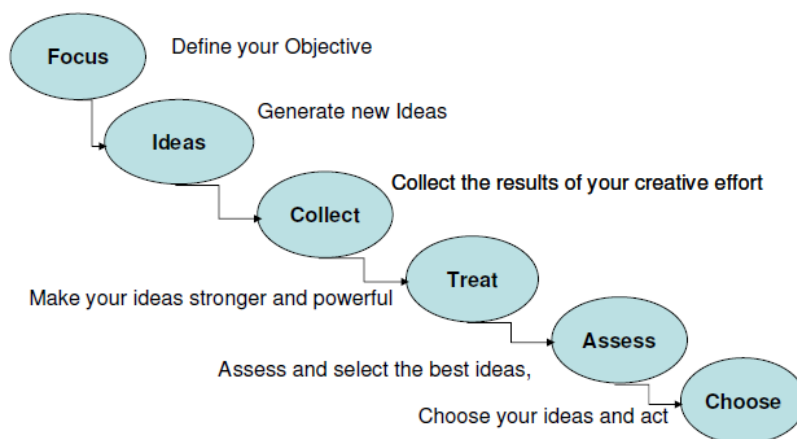 Focus
Define your Objective
Ideas
Generate new Ideas
Collect
Collect the results of your creative effort
Treat
Make your ideas stronger and powerful
Assess
Assess and select the best ideas,
Choose
Choose your ideas and act